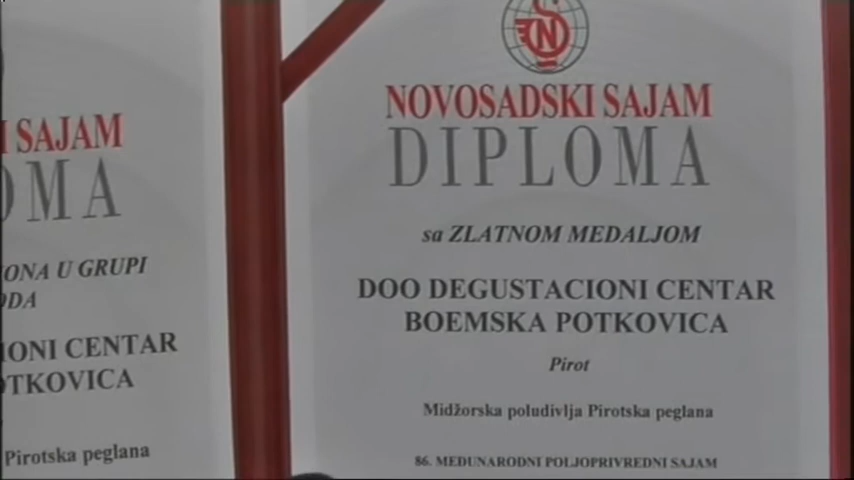 I SAJAM
OMA
ONA U GRUPI
ODA
IONI CENTAR
OTKOVICA
Pirotska peglana
N
NOVOSADSKI SAJAM
DIPLOMA
sa ZLATNOM MEDALJOM
DOO DEGUSTACIONI CENTAR
BOEMSKA POTKOVICA
Pirot
Midžorska poludivlja Pirotska peglana
86. MEĐUNARODNI POLJOPRIVREDNI SAJAM